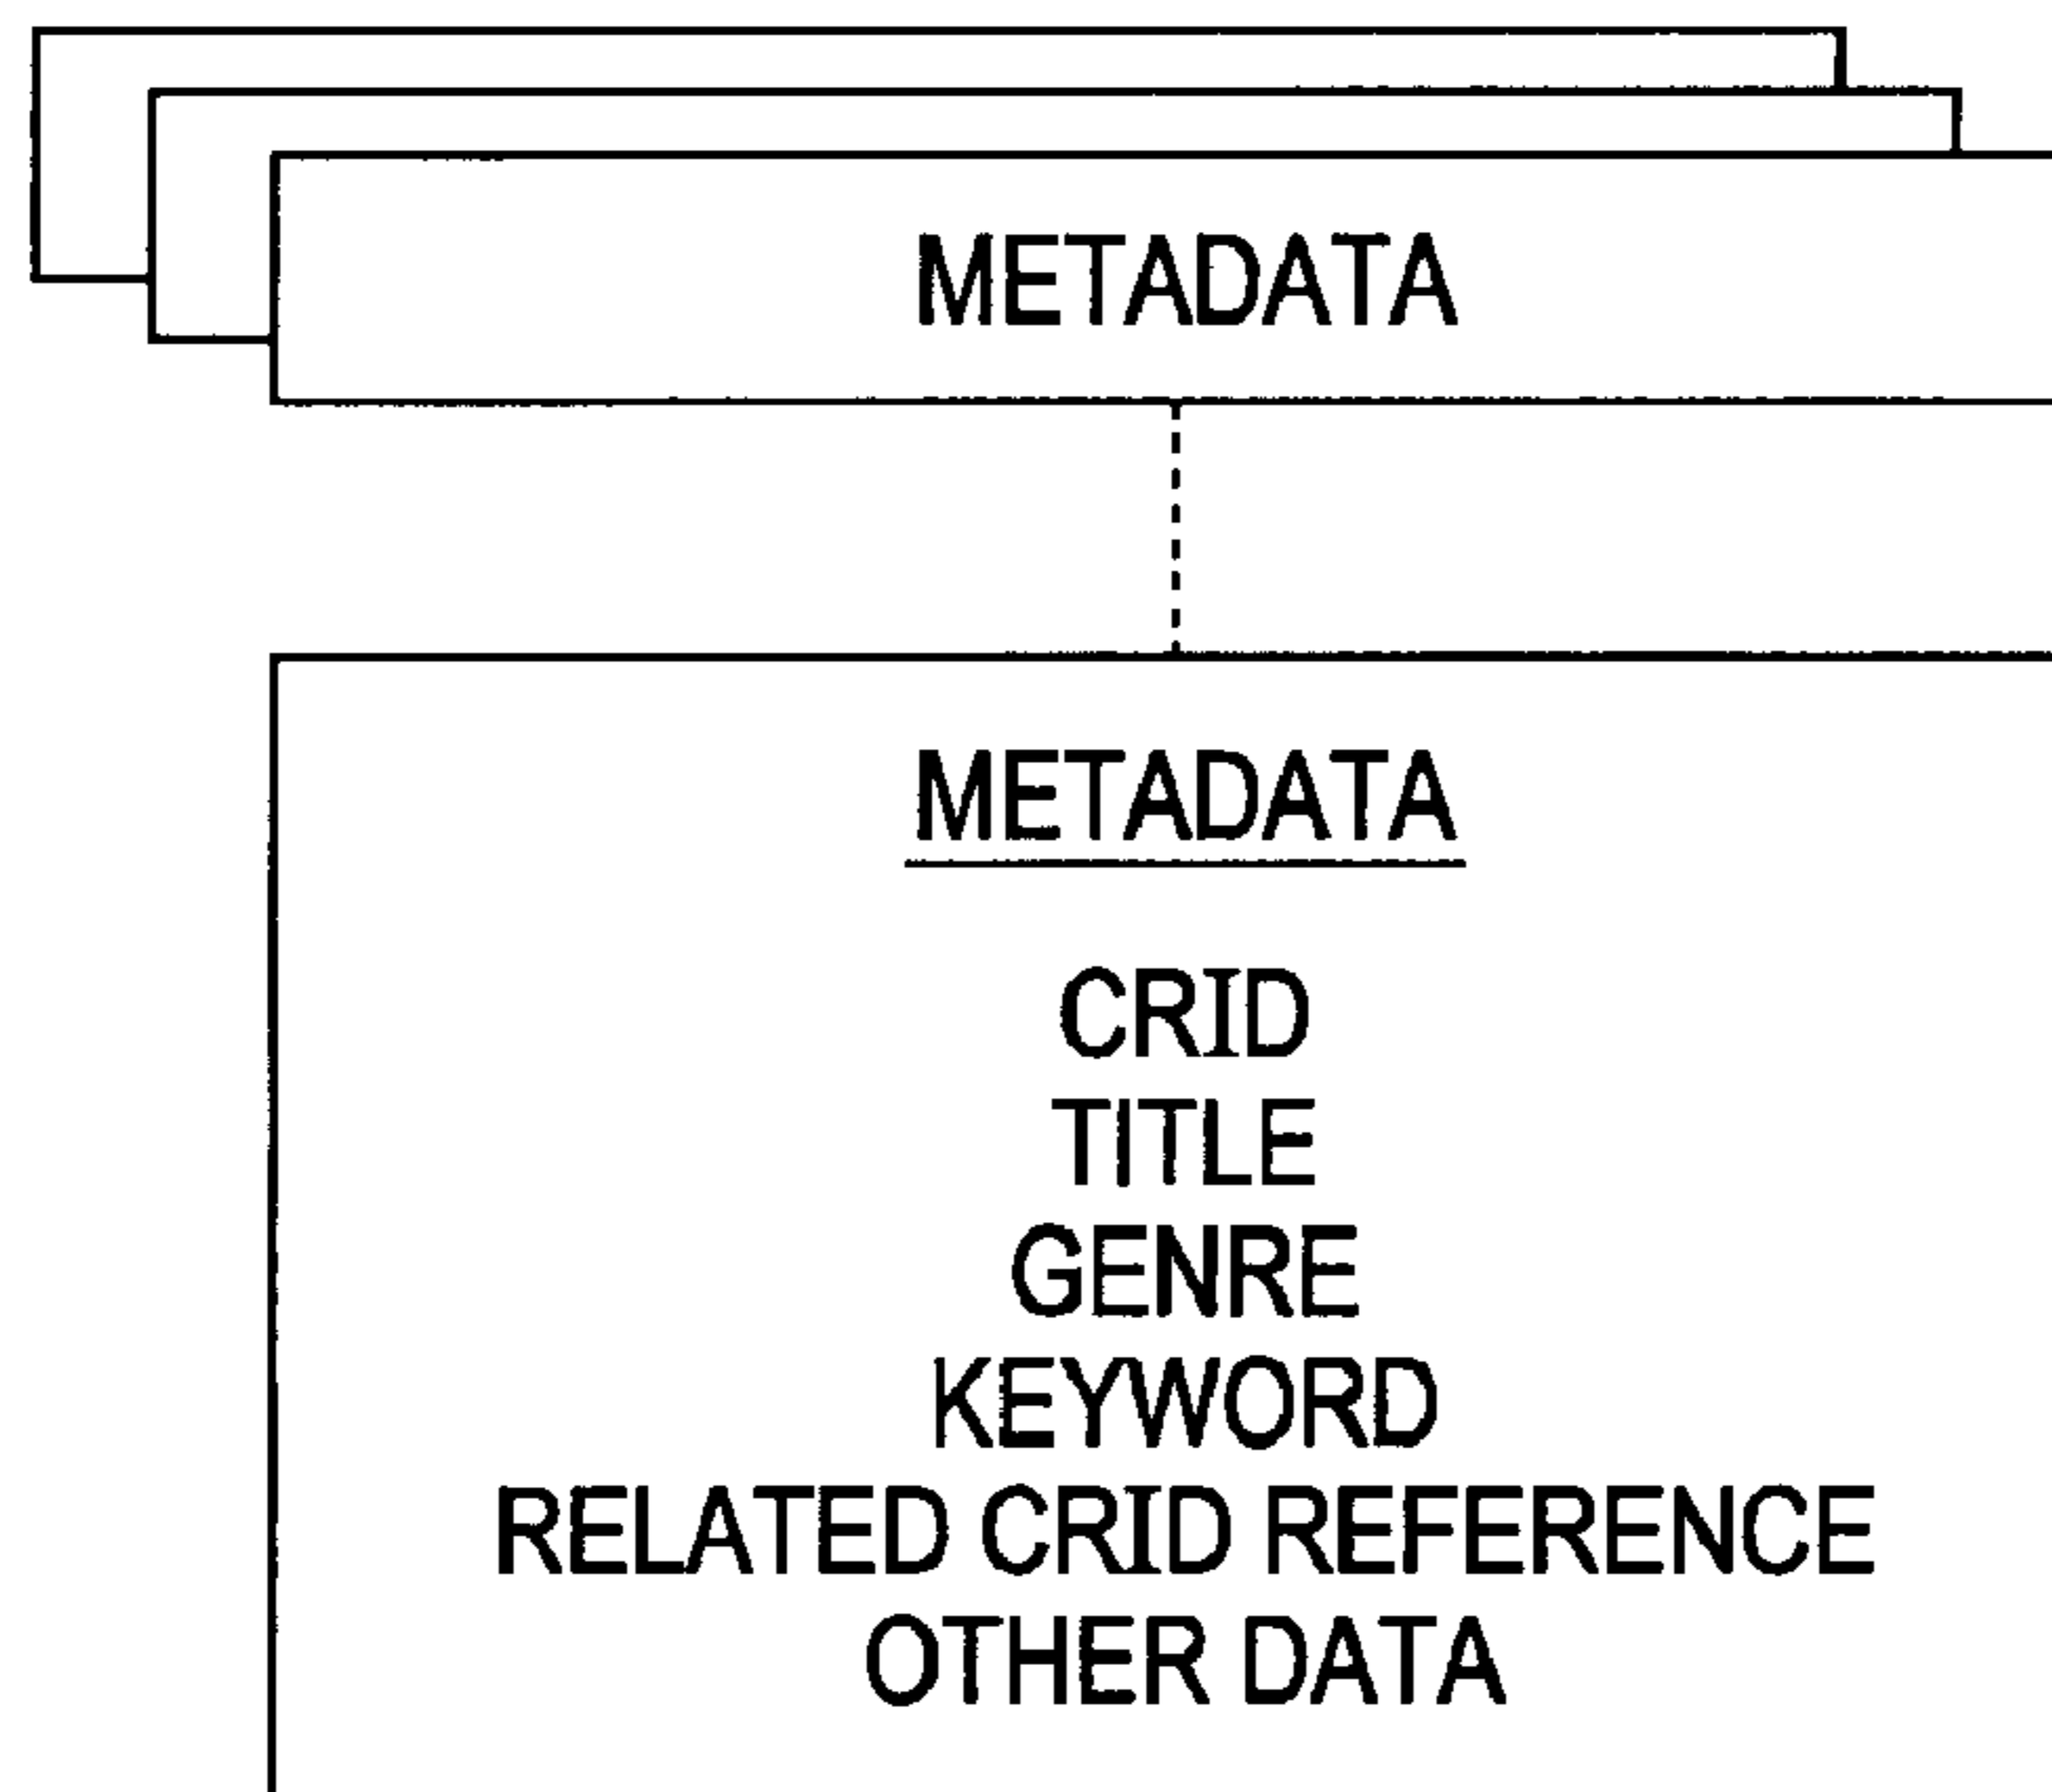 METADATA
METADATA
CRID
TITLE
GENRE
KEYWORD
RELATED CRID REFERENCE
OTHER DATA